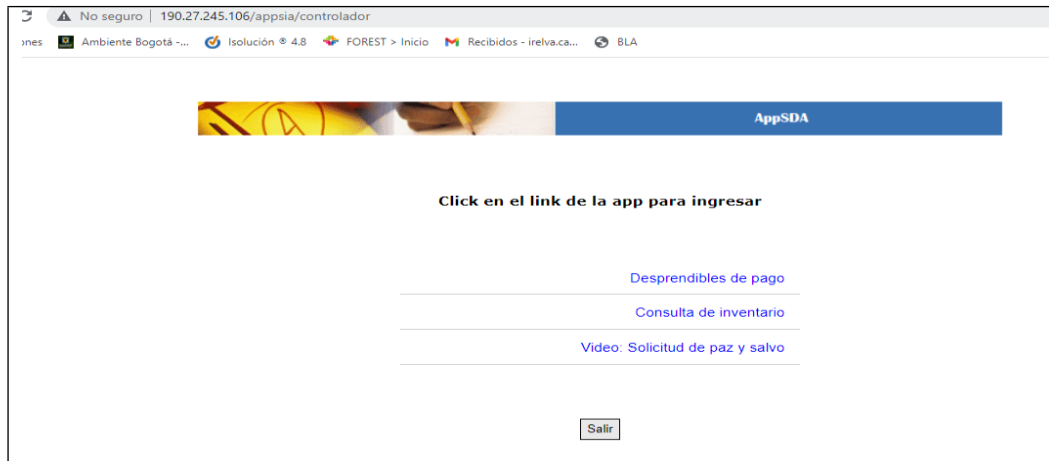 No seguro | 190.27.245.106/appsia/controlador
ones Ambiente Bogotá -... Isolución ® 4.8 FOREST > Inicio Recibidos - irelva.ca... BLA
AppSDA
Click en el link de la app para ingresar
Desprendibles de pago
Consulta de inventario
Video: Solicitud de paz y salvo
Salir